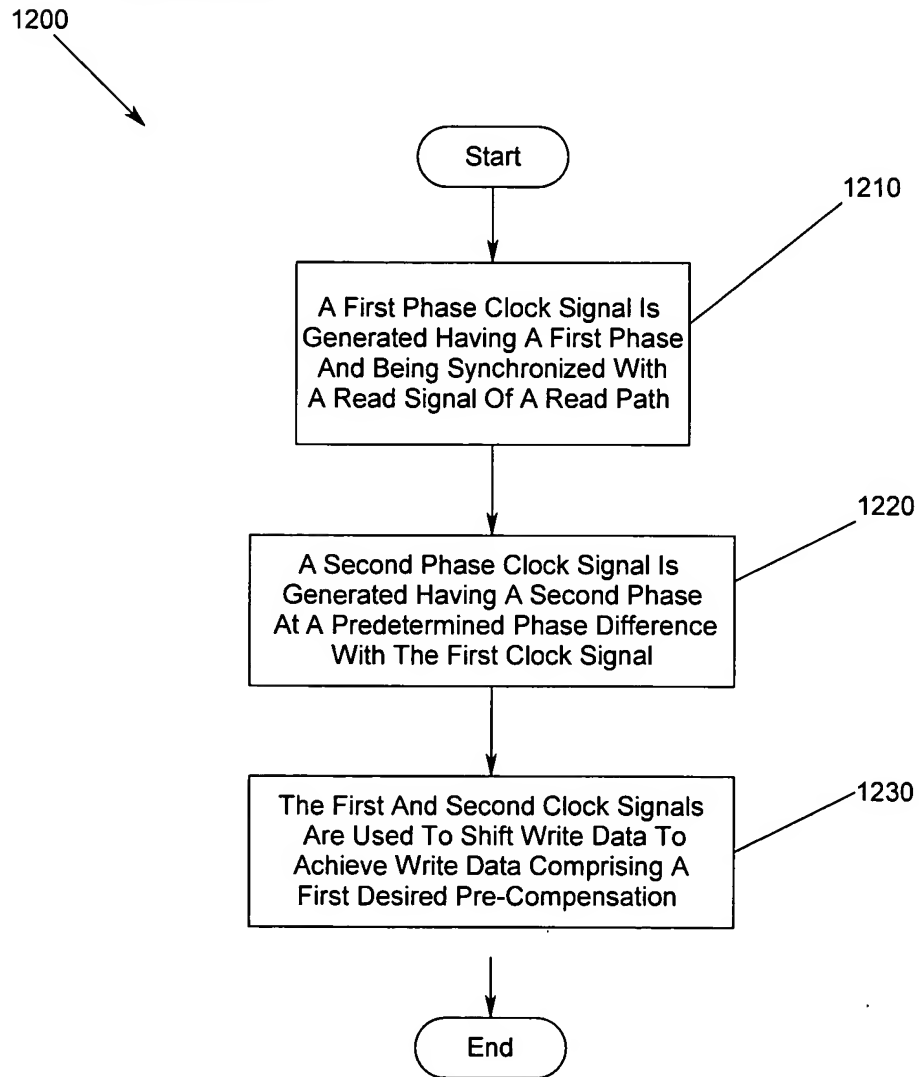 1200
Start
1210
A First Phase Clock Signal Is
Generated Having A First Phase
And Being Synchronized With
A Read Signal Of A Read Path
1220
A Second Phase Clock Signal Is
Generated Having A Second Phase
At A Predetermined Phase Difference
With The First Clock Signal
1230
The First And Second Clock Signals
Are Used To Shift Write Data To
Achieve Write Data Comprising A
First Desired Pre-Compensation
End